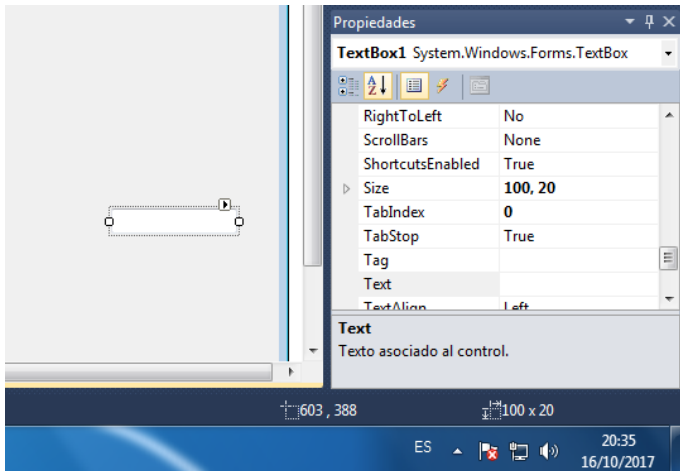 Propiedades
TextBox1 System.Windows.Forms.TextBox
RightToLeft No
ScrollBars None
ShortcutsEnabled True
Size 100, 20
TabIndex 0
TabStop True
Tag
Text
TextAlign Left
Text
Texto asociado al control.
603 , 388 100 x 20
ES 20:35
16/10/2017